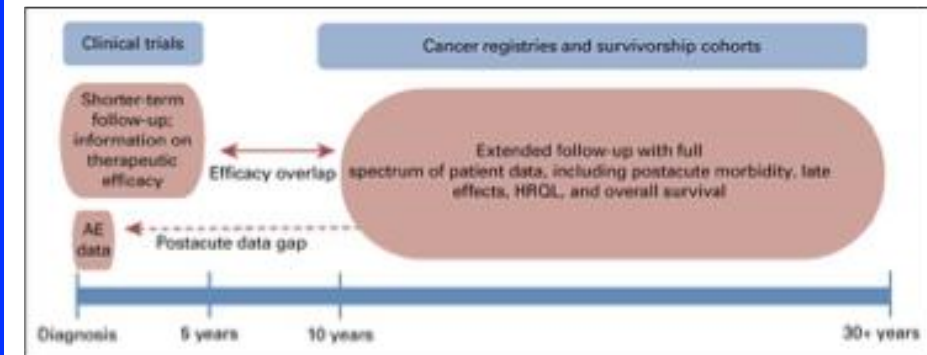 Clinical trials
Cancer registries and survivorship cohorts
Shorter-term
follow-up;
information on
therapeutic
efficacy
Efficacy overlap
Extended follow-up with full
spectrum of patient data, including postacute morbidity, late
effects, HRQL, and overall survival
AE
data
Postacute data gap
Diagnosis
5 years
10 years
30+ years